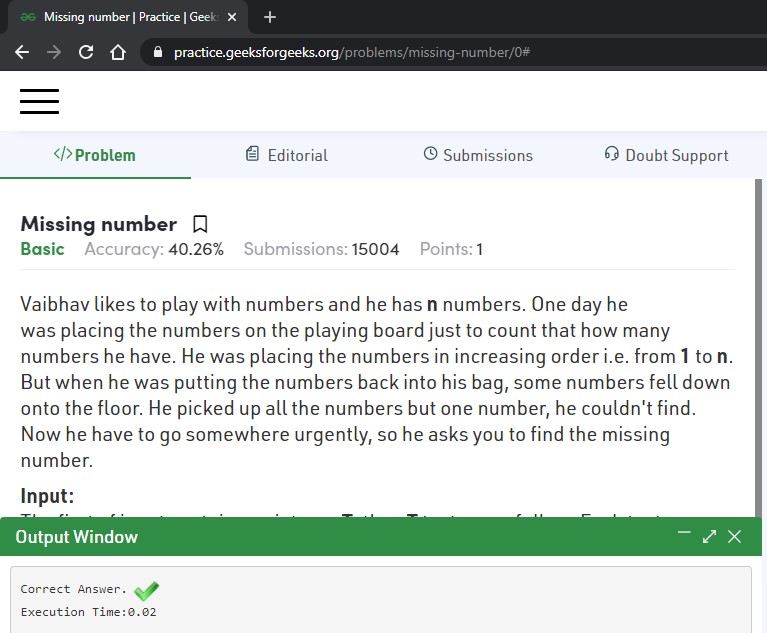 Missing number | Practice | Geek
practice.geeksforgeeks.org/problems/missing-number/0#
</>Problem
Editorial
Submissions
Doubt Support
Missing number
Basic Accuracy: 40.26% Submissions: 15004 Points: 1
Vaibhav likes to play with numbers and he has n numbers. One day he
was placing the numbers on the playing board just to count that how many
numbers he have. He was placing the numbers in increasing order i.e. from 1 to n.
But when he was putting the numbers back into his bag, some numbers fell down
onto the floor. He picked up all the numbers but one number, he couldn't find.
Now he have to go somewhere urgently, so he asks you to find the missing
number.
Input:
Output Window
Correct Answer.
Execution Time:0.02